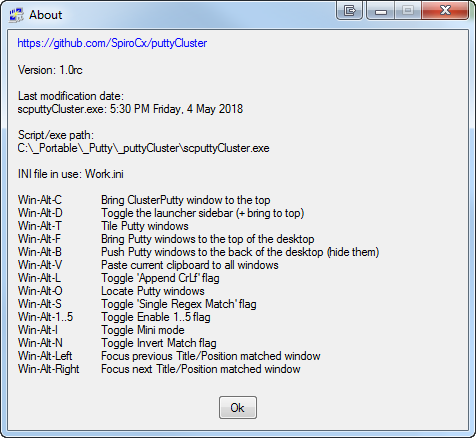 About
https://github.com/SpiroCx/puttyCluster
Version: 1.0rc
Last modification date:
scputtyCluster.exe: 5:30 PM Friday, 4 May 2018
Script/exe path:
C:\_Portable\_Putty\_puttyCluster\scputtyCluster.exe
INI file in use: Work.ini
Win-Alt-C Bring ClusterPutty window to the top
Win-Alt-D Toggle the launcher sidebar (+ bring to top)
Win-Alt-T Tile Putty windows
Win-Alt-F Bring Putty windows to the top of the desktop
Win-Alt-B Push Putty windows to the back of the desktop (hide them)
Win-Alt-V Paste current clipboard to all windows
Win-Alt-L Toggle 'Append CrLf' flag
Win-Alt-O Locate Putty windows
Win-Alt-S Toggle 'Single Regex Match' flag
Win-Alt-1..5 Toggle Enable 1..5 flag
Win-Alt-I Toggle Mini mode
Win-Alt-N Toggle Invert Match flag
Win-Alt-Left Focus previous Title/Position matched window
Win-Alt-Right Focus next Title/Position matched window
Ok